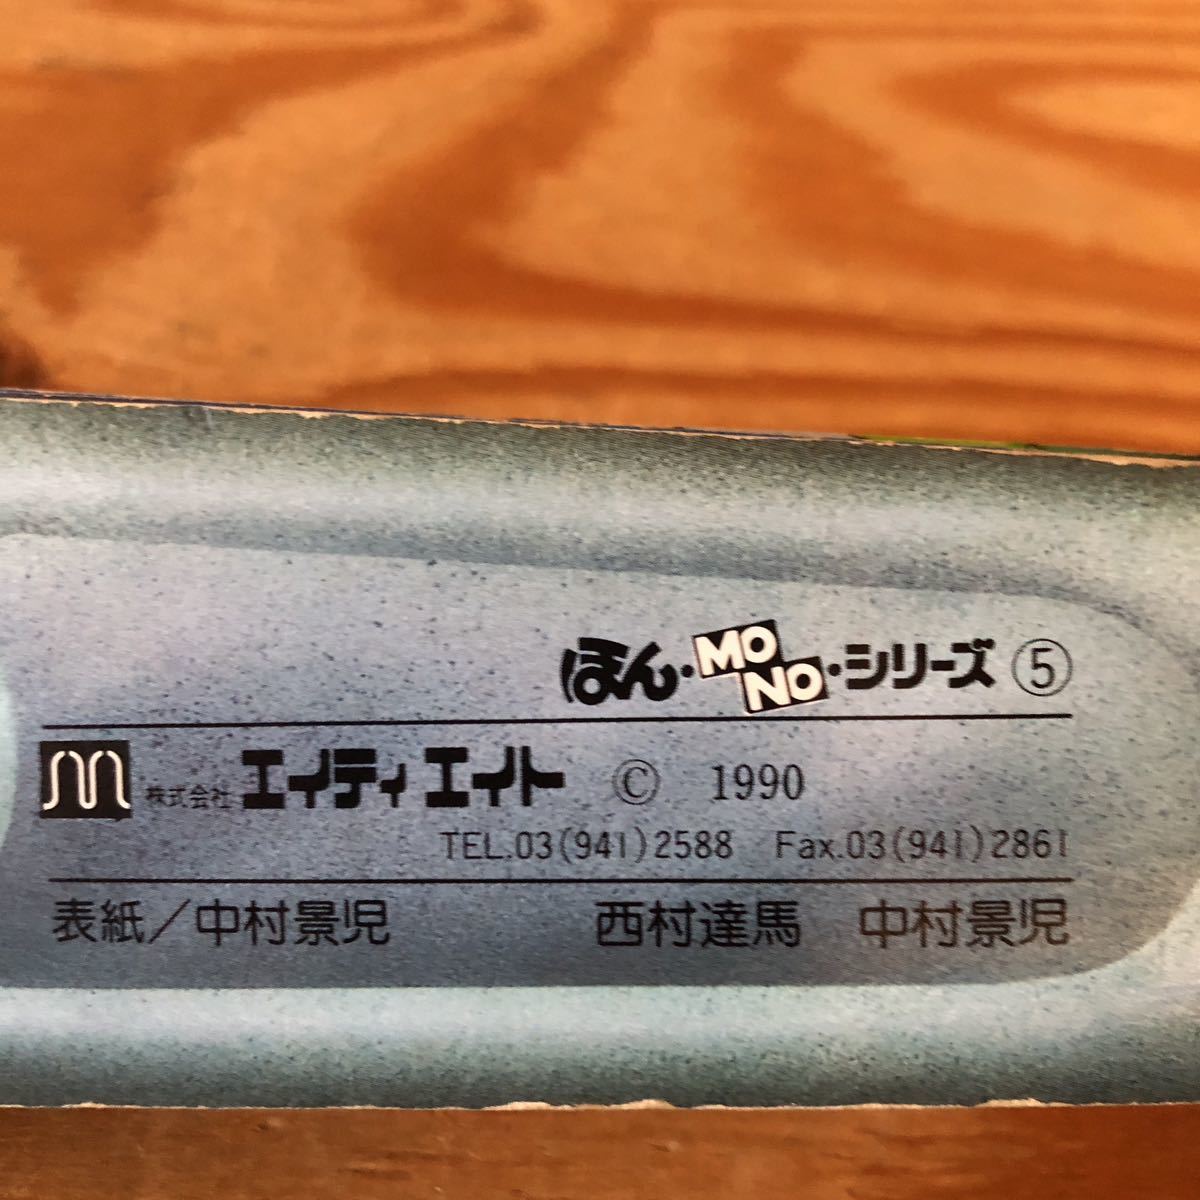 ほん・MONO・シリーズ ⑤
株式会社 エイティエイト © 1990
TEL.03(941)2588 Fax.03(941)2861
表紙／中村景児 西村達馬 中村景児